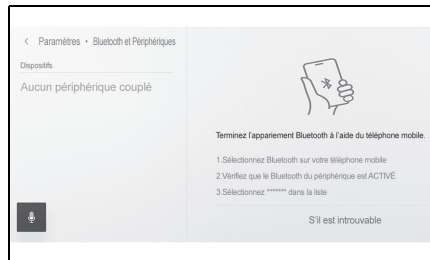 < Paramètres • Bluetooth et Périphériques
Dispositifs
Aucun périphérique couplé
Terminez l'appariement Bluetooth à l'aide du téléphone mobile.
1.Sélectionnez Bluetooth sur votre téléphone mobile
2.Vérifiez que le Bluetooth du périphérique est ACTIVÉ
3.Sélectionnez ******* dans la liste
S'il est introuvable